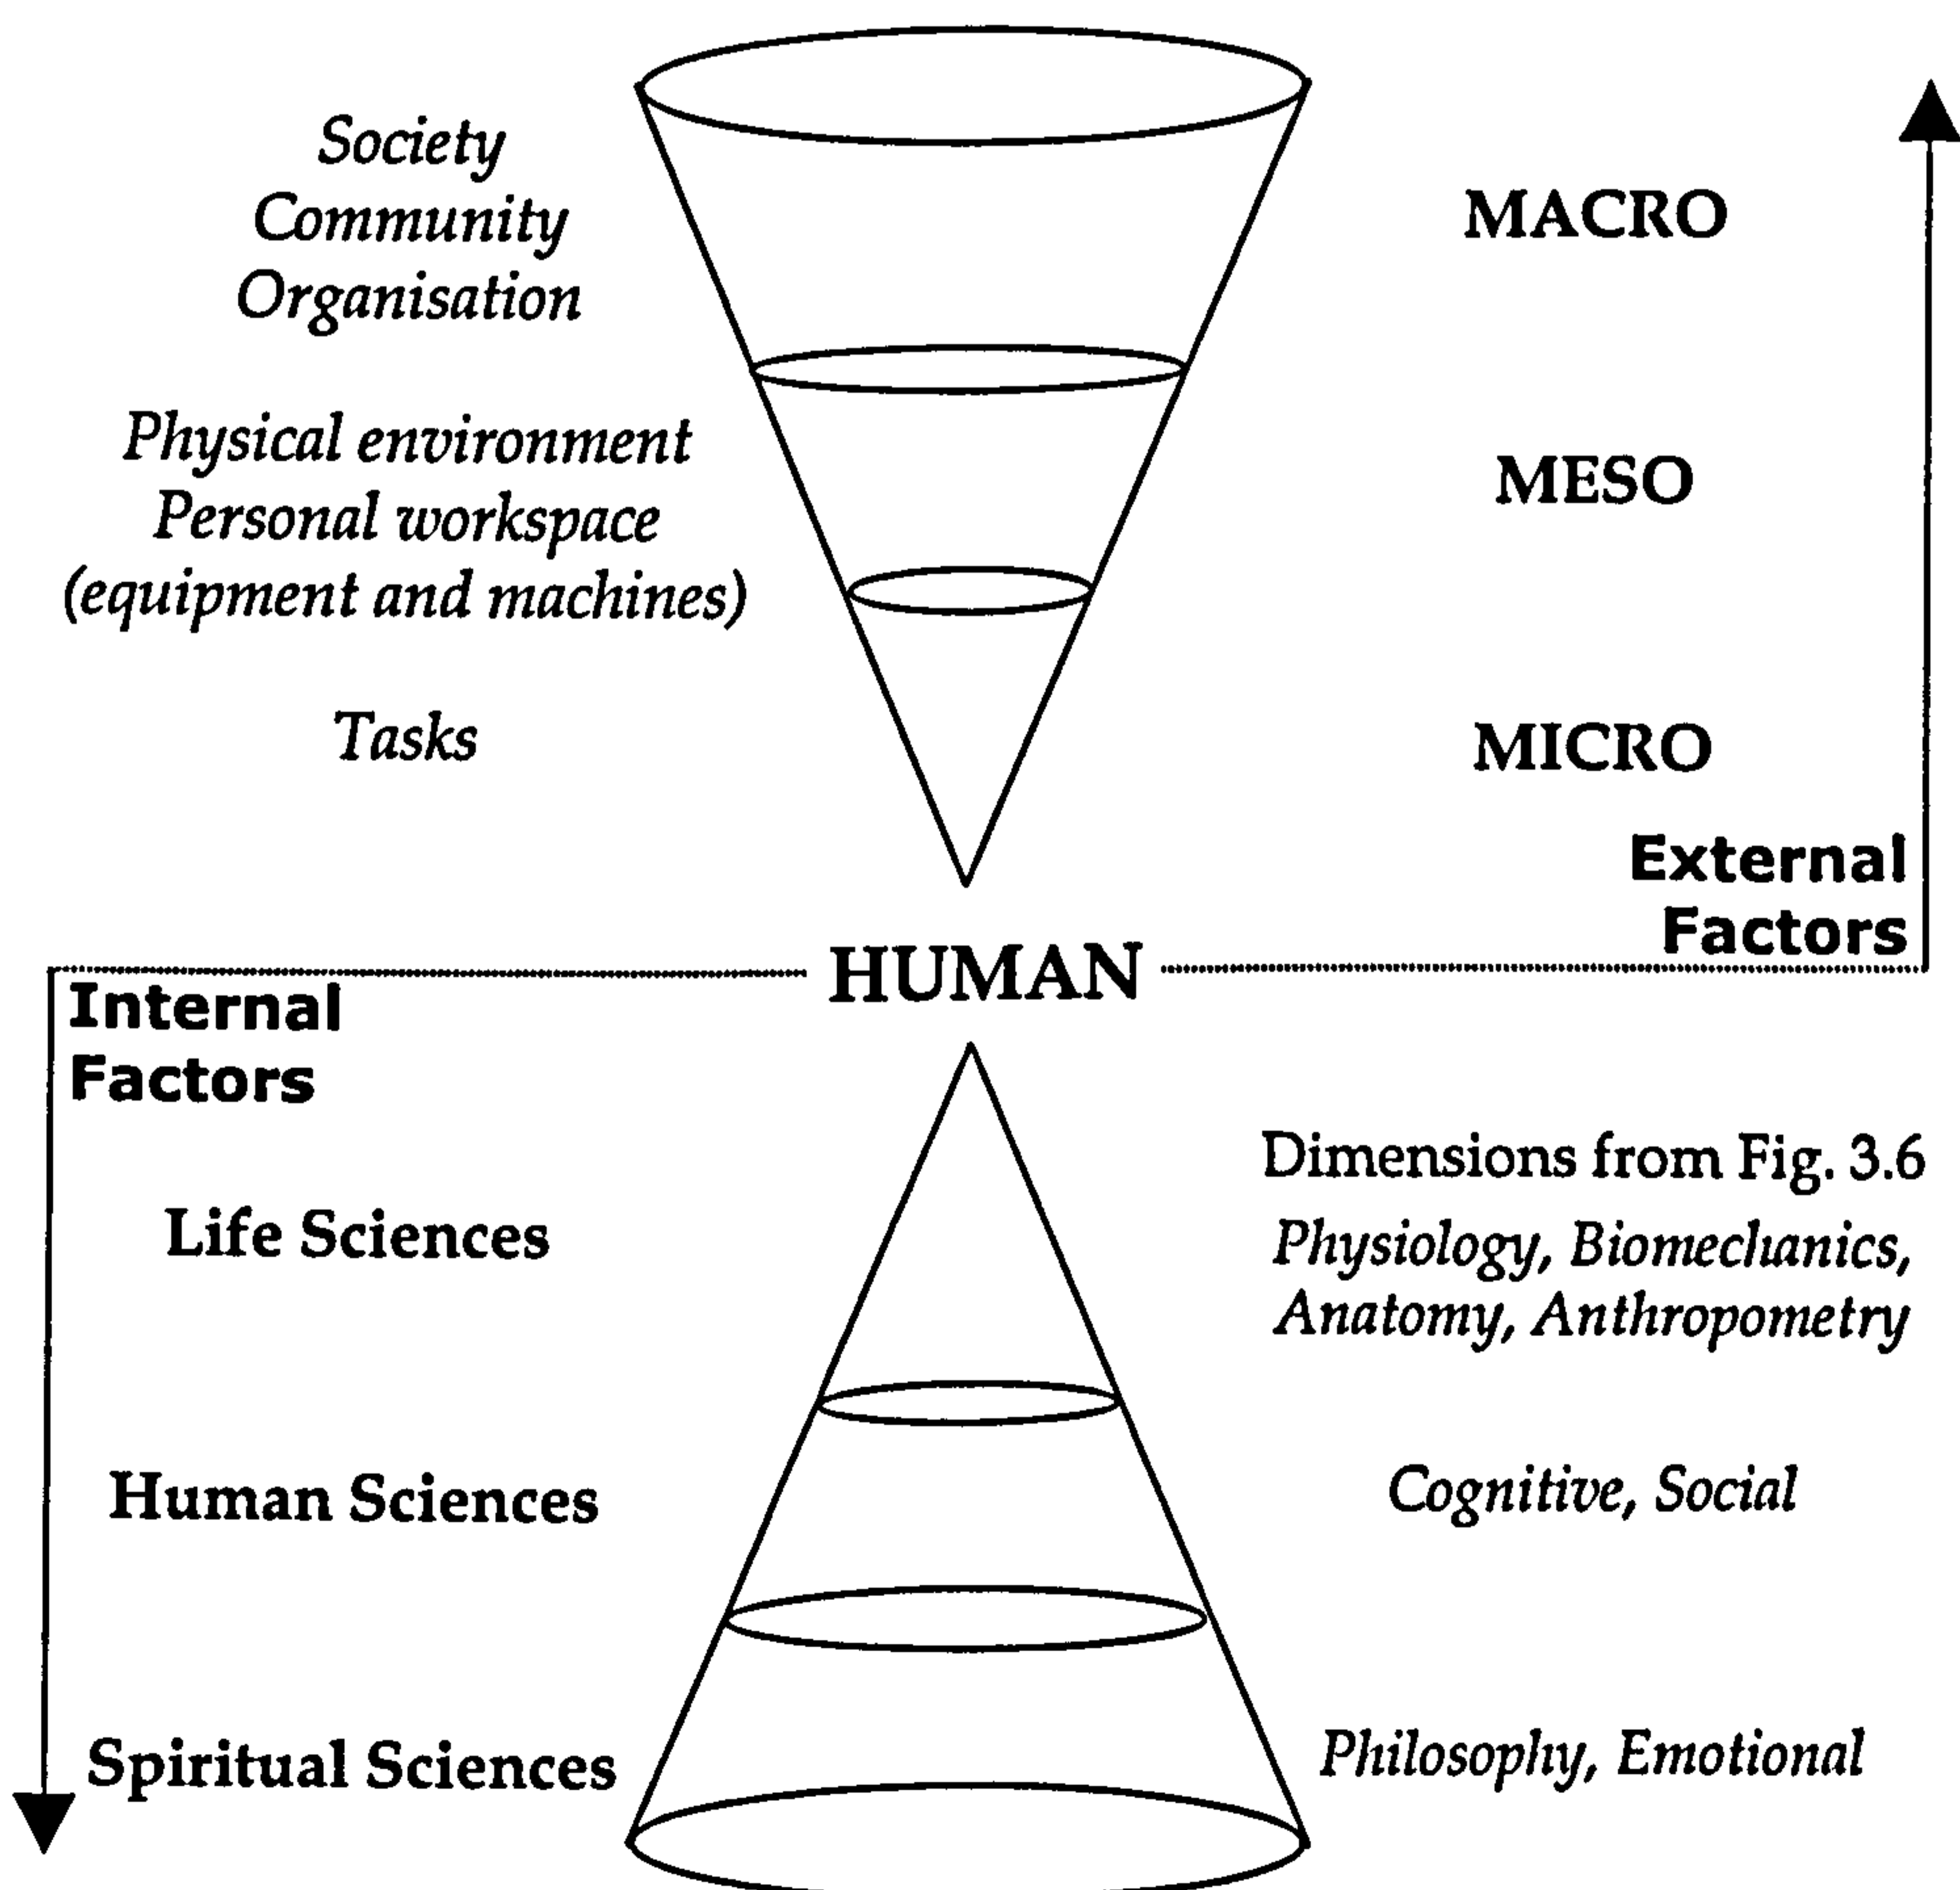 Society
Community
Organisation
MACRO
Physical environment
Personal workspace
(equipment and machines)
MESO
Tasks
MICRO
External
Factors
HUMAN
Internal
Factors
Dimensions from Fig. 3.6
Life Sciences
Physiology, Biomechanics,
Anatomy, Anthropometry
Human Sciences
Cognitive, Social
Spiritual Sciences
Philosophy, Emotional